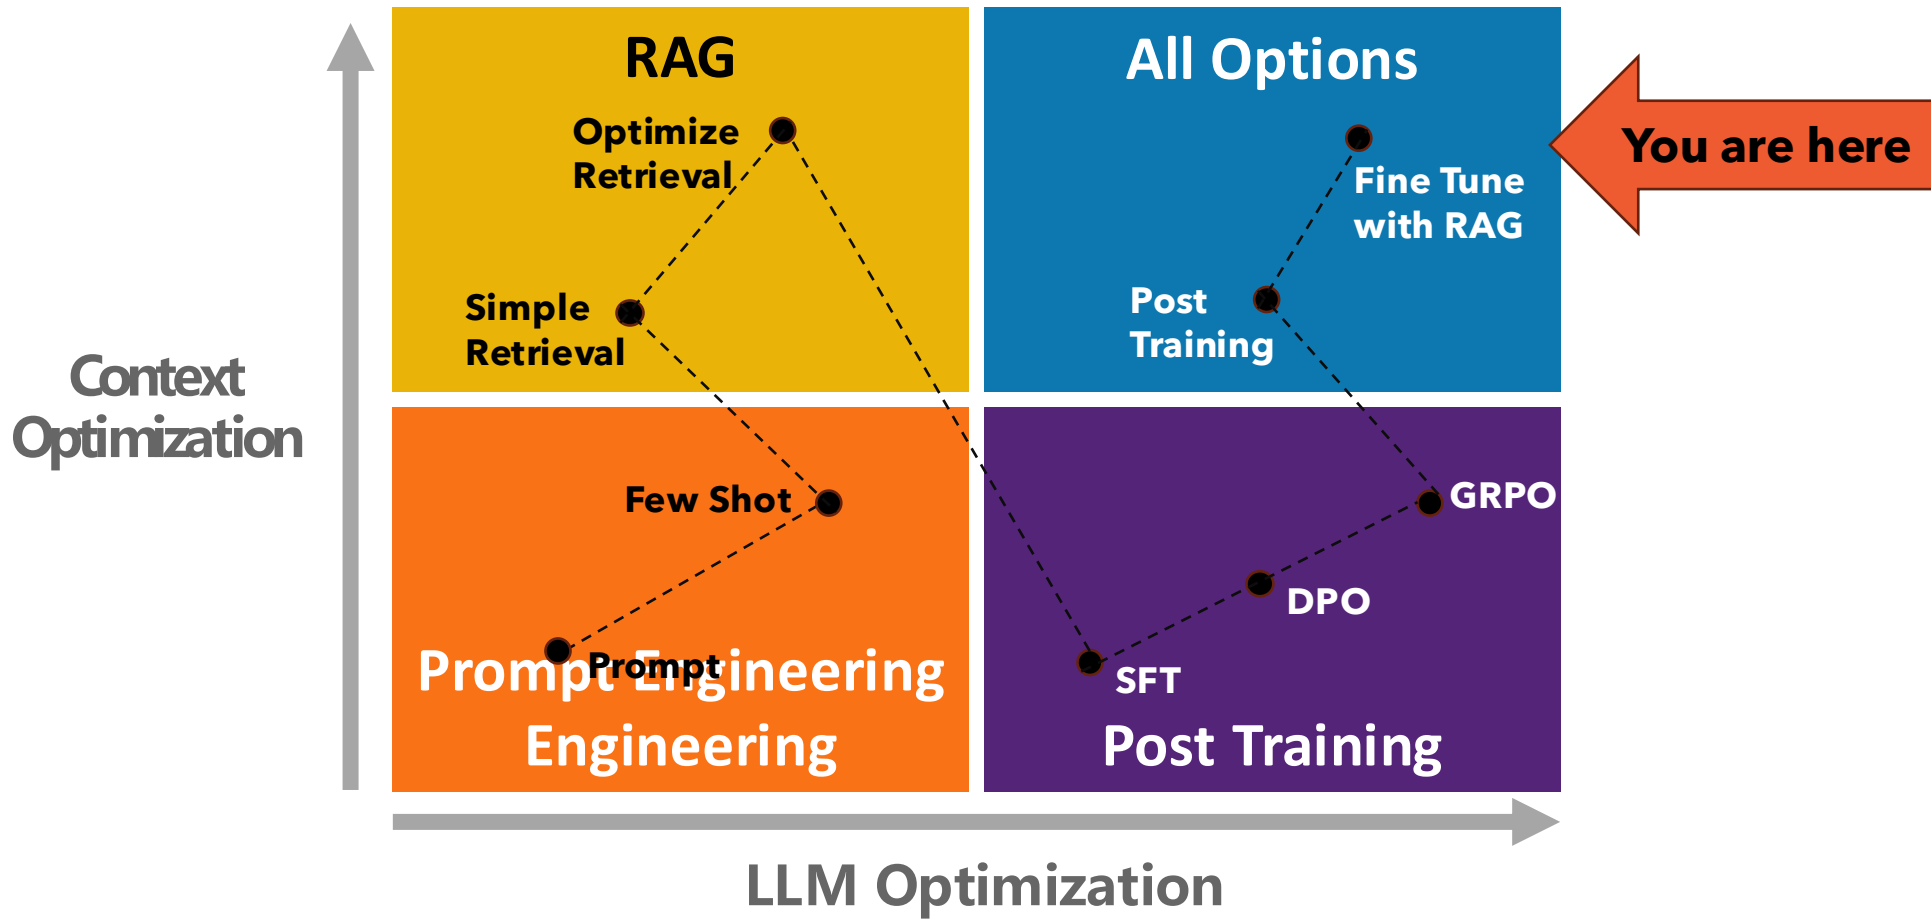 RAG
All Options
Optimize
Retrieval
You are here
Fine Tune
with RAG
Simple
Retrieval
Post
Training
Context
Optimization
Few Shot
GRPO
DPO
Prompt
Prompt Engineering
Engineering
SFT
Post Training
LLM Optimization